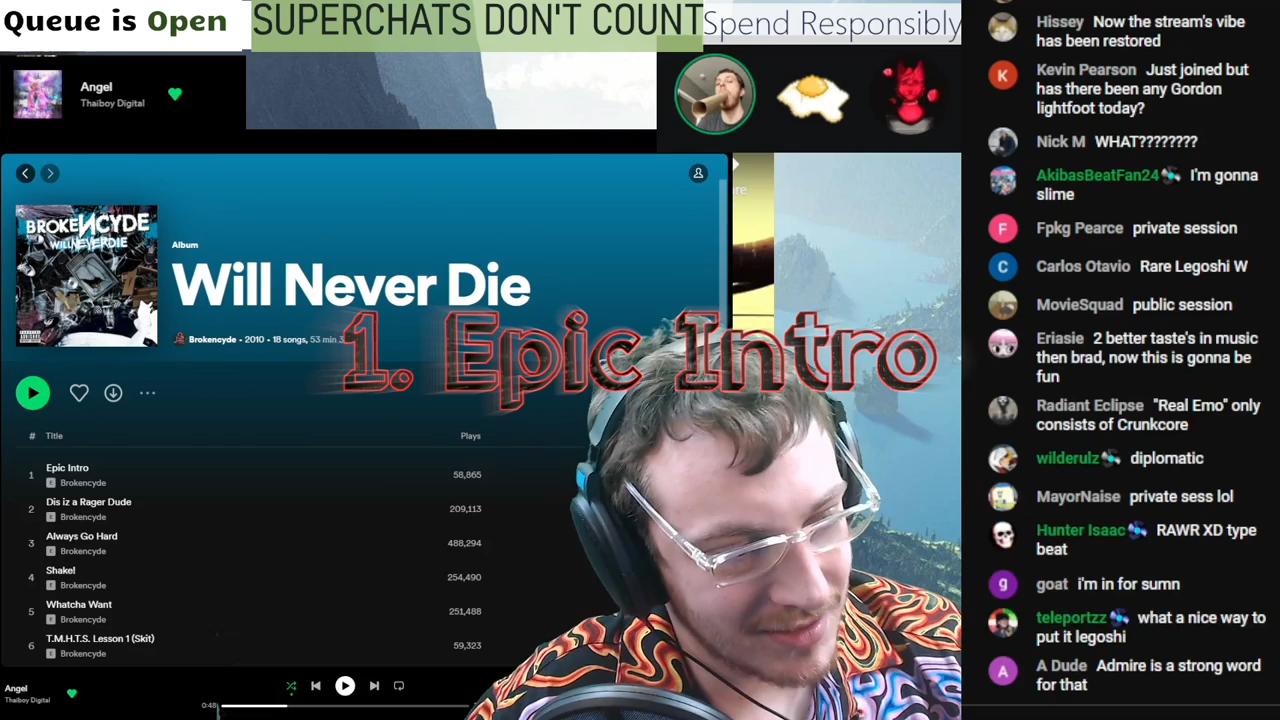 Queue is Open
SUPERCHATS DON'T COUNT
Spend Responsibly
Angel
Thaiboy Digital
BROKENCYDE
WILL NEVER DIE
Album
Will Never Die
Brokencyde • 2010 • 18 songs, 53 min 3
1. Epic Intro
# Title Plays
1 Epic Intro 58,865
E Brokencyde
2 Dis iz a Rager Dude 209,113
E Brokencyde
3 Always Go Hard 488,294
E Brokencyde
4 Shake! 254,490
E Brokencyde
5 Whatcha Want 251,488
E Brokencyde
6 T.M.H.T.S. Lesson 1 (Skit) 59,323
E Brokencyde
Angel
Thaiboy Digital
0:48
Hissey Now the stream's vibe
has been restored
K Kevin Pearson Just joined but
has there been any Gordon
lightfoot today?
Nick M WHAT????????
AkibasBeatFan24 I'm gonna
slime
F Fpkg Pearce private session
C Carlos Otavio Rare Legoshi W
MovieSquad public session
Eriasie 2 better taste's in music
then brad, now this is gonna be
fun
Radiant Eclipse "Real Emo" only
consists of Crunkcore
wilderulz diplomatic
MayorNaise private sess lol
Hunter Isaac RAWR XD type
beat
g goat i'm in for sumn
teleportzz what a nice way to
put it legoshi
A A Dude Admire is a strong word
for that